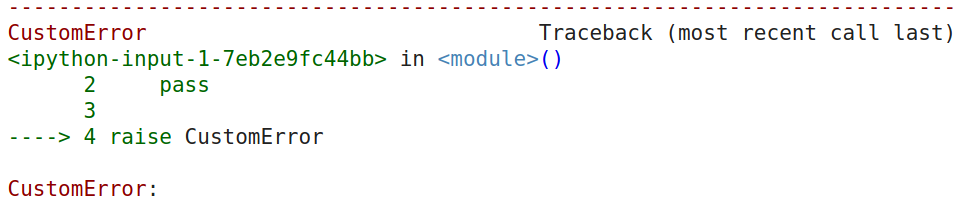 ---------------------------------------------------------------------------
CustomError                               Traceback (most recent call last)
<ipython-input-1-7eb2e9fc44bb> in <module>()
      2     pass
      3
----> 4 raise CustomError

CustomError: